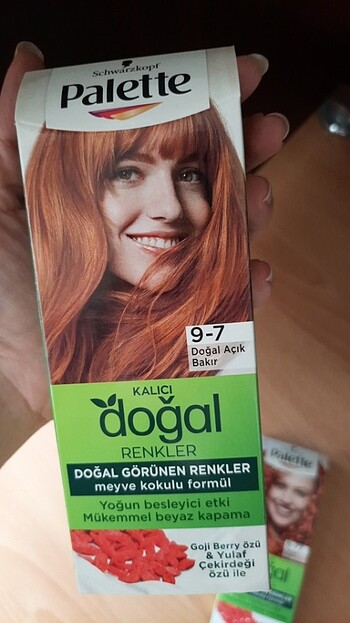 Schwarzkopf
Palette
9-7
Doğal Açık
Bakır
KALICI
doğal
RENKLER
DOĞAL GÖRÜNEN RENKLER
meyve kokulu formül
Yoğun besleyici etki
Mükemmel beyaz kapama
Goji Berry özü
& Yulaf
Çekirdeği
özü ile
Palette
doğal